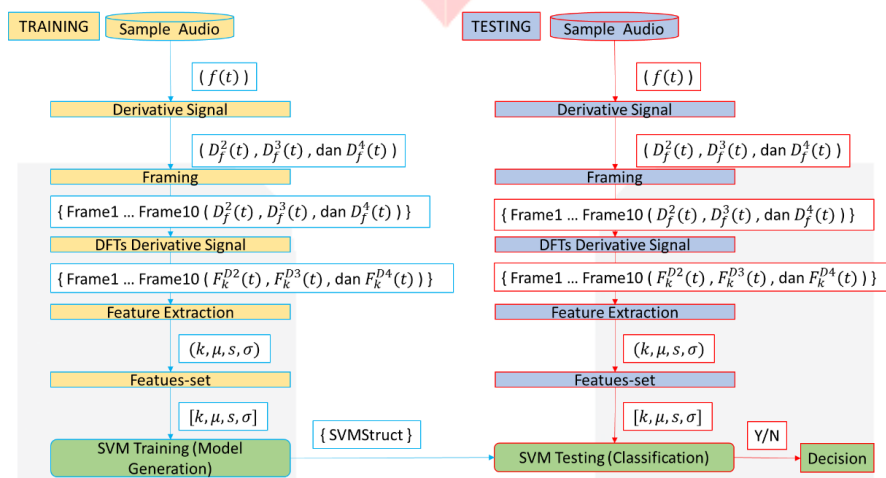 TRAINING
Sample Audio
( f(t) )
Derivative Signal
( D_f^2(t) , D_f^3(t), dan D_f^4(t))
Framing
{ Frame1 ... Frame10 ( D_f^2(t) , D_f^3(t), dan D_f^4(t) ) }
DFTs Derivative Signal
{ Frame1 ... Frame10 ( F_k^{D2}(t) , F_k^{D3}(t), dan F_k^{D4}(t) ) }
Feature Extraction
(k, μ, s, σ)
Featues-set
[k, μ, s, σ]
SVM Training (Model
Generation)
{ SVMStruct }
TESTING
Sample Audio
( f(t) )
Derivative Signal
( D_f^2(t) , D_f^3(t), dan D_f^4(t))
Framing
{ Frame1 ... Frame10 ( D_f^2(t) , D_f^3(t), dan D_f^4(t) ) }
DFTs Derivative Signal
{ Frame1 ... Frame10 ( F_k^{D2}(t) , F_k^{D3}(t), dan F_k^{D4}(t) ) }
Feature Extraction
(k, μ, s, σ)
Featues-set
[k, μ, s, σ]
SVM Testing (Classification)
Y/N
Decision